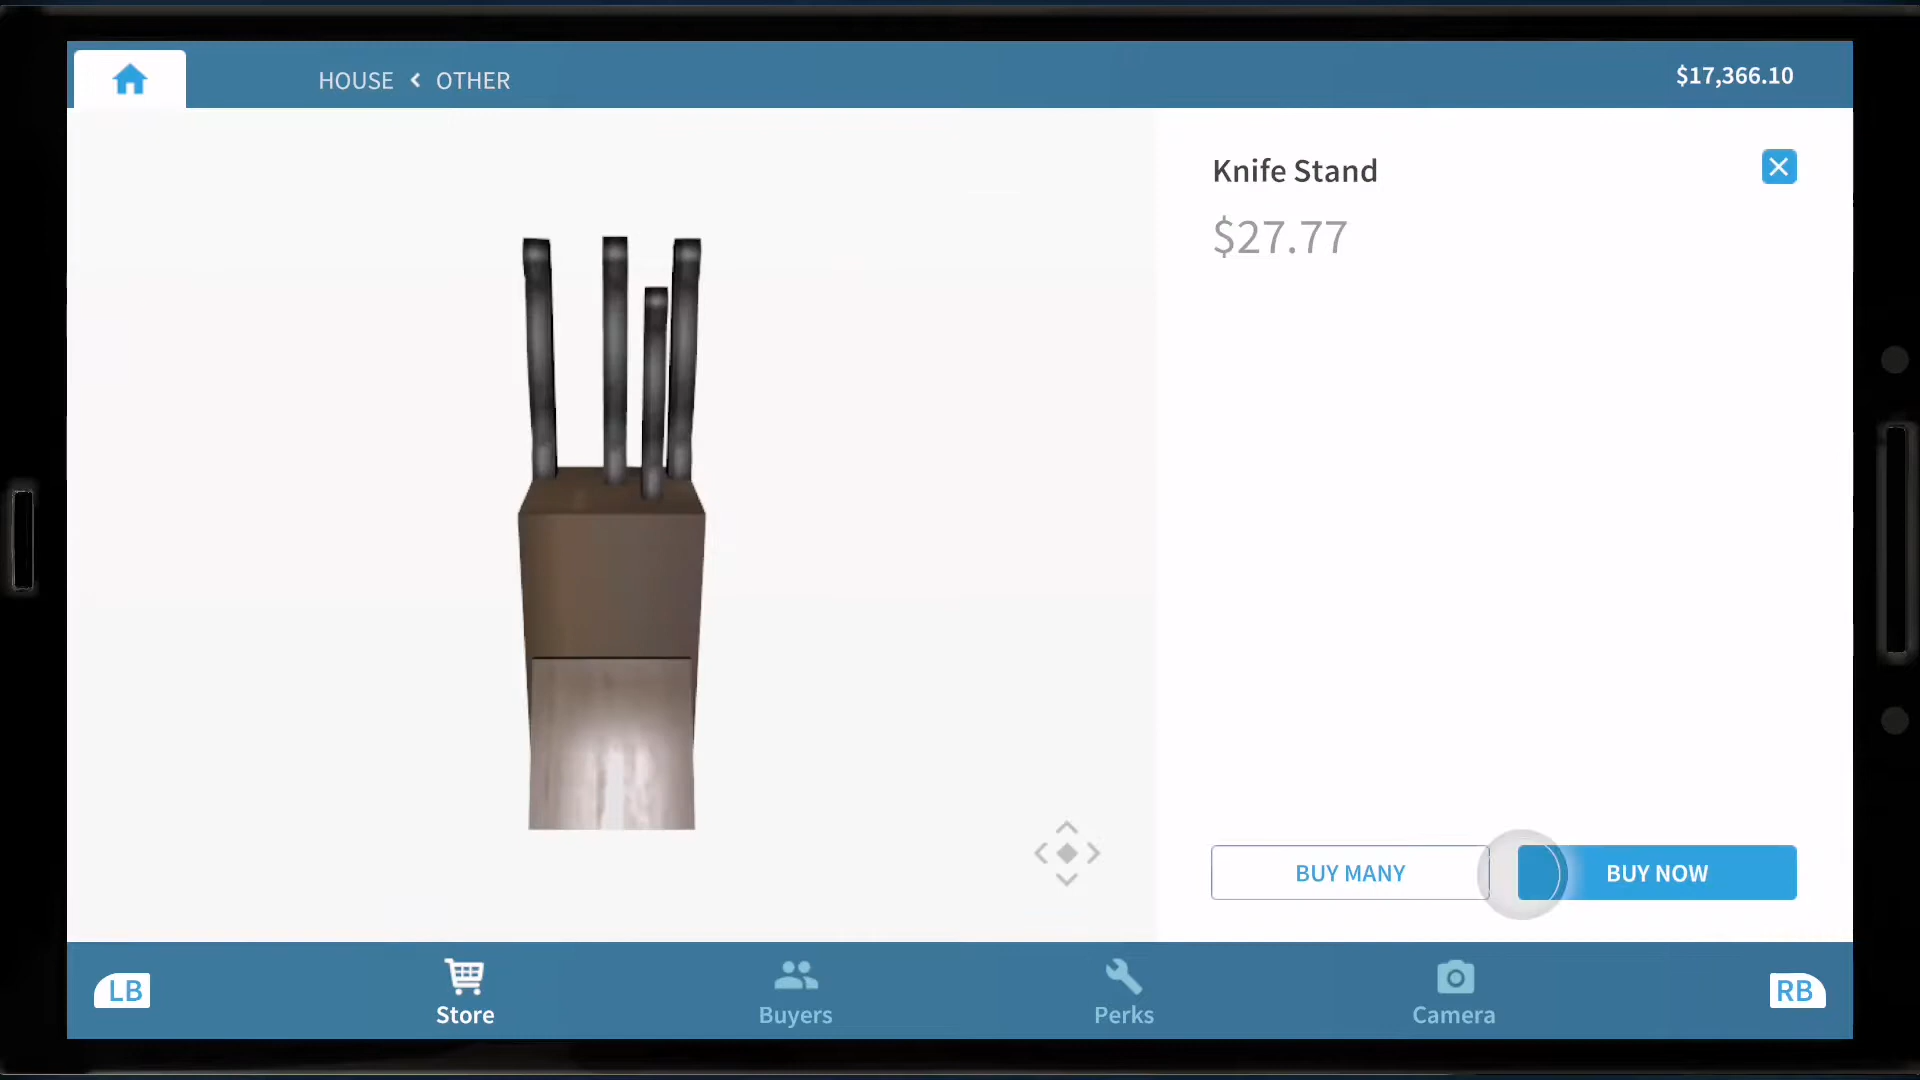 HOUSE < OTHER
$17,366.10
Knife Stand
$27.77
BUY MANY
BUY NOW
LB
Store
Buyers
Perks
Camera
RB